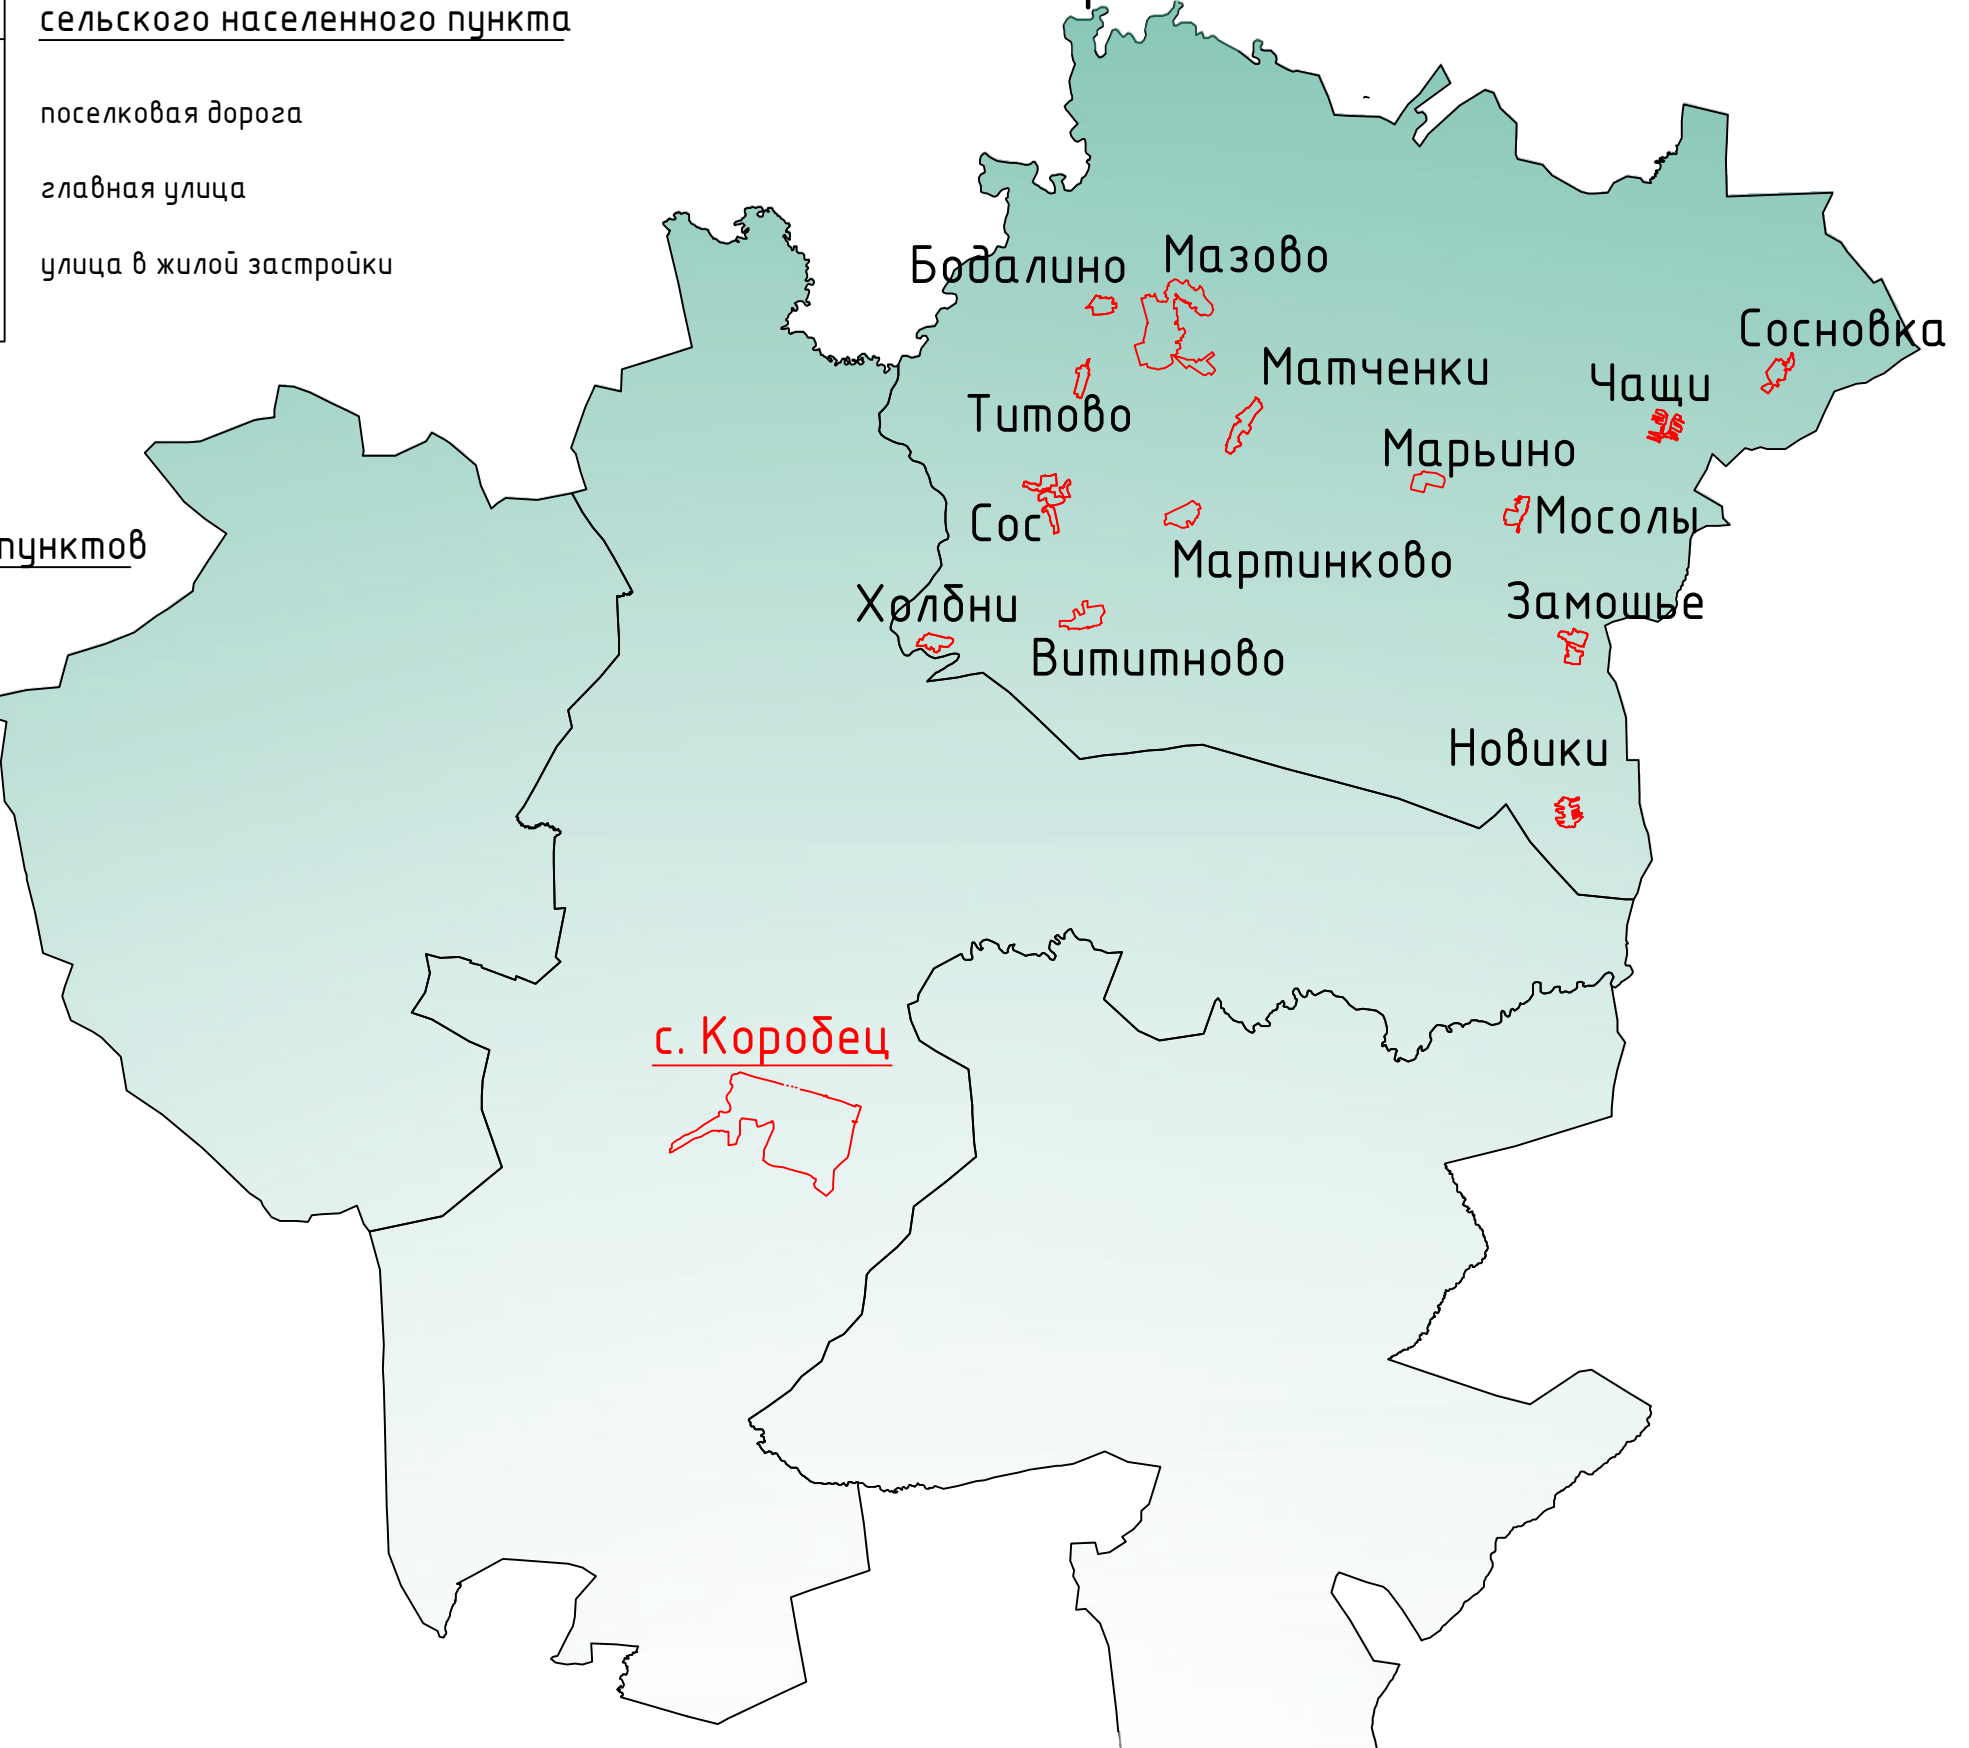 сельского населенного пункта
поселковая дорога
главная улица
улица в жилой застройки
пунктов
Бодалино
Мазово
Сосновка
Матченки
Чащи
Титово
Марьино
Сос
Мосолы
Мартинково
Холбни
Замошье
Вититново
Новики
с. Коробец